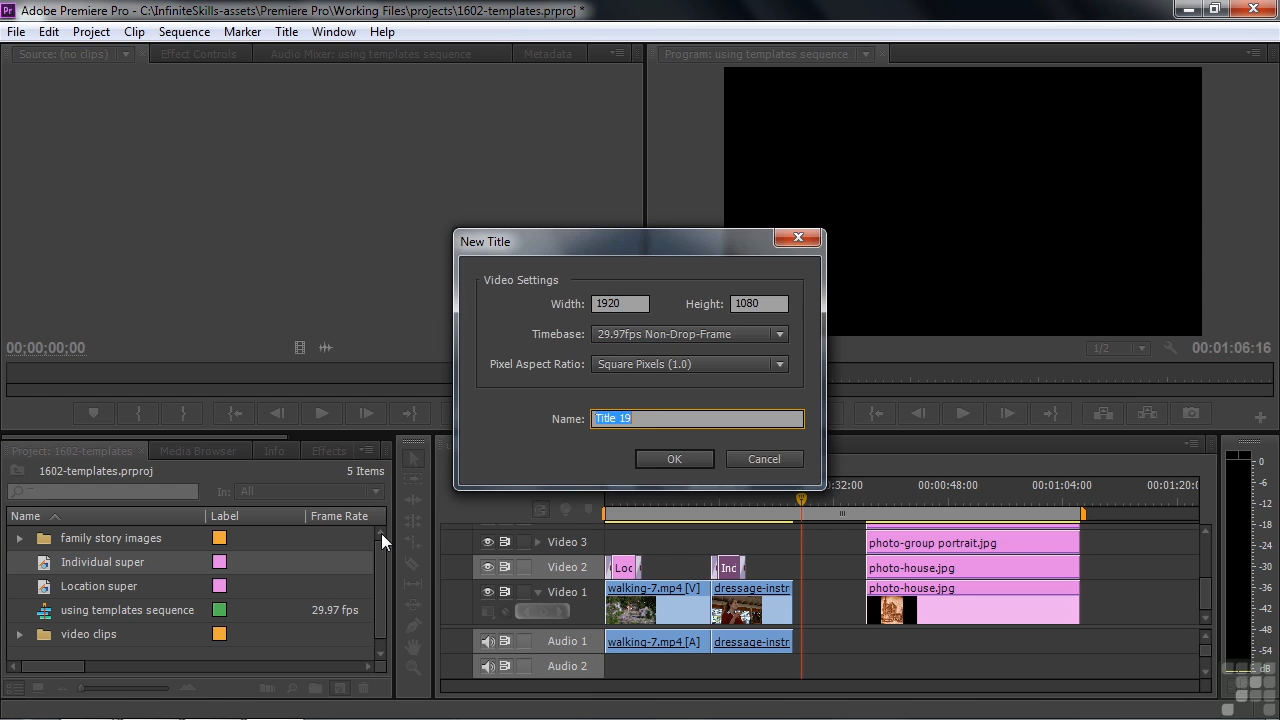 Pr Adobe Premiere Pro - C:\InfiniteSkills-assets\Premiere Pro\Working Files\projects\1602-templates.prproj *
File Edit Project Clip Sequence Marker Title Window Help
Source: (no clips) Effect Controls Audio Mixer: using templates sequence Metadata
Program: using templates sequence
00;00;00;00
1/2 00:01:06:16
New Title
Video Settings
Width: 1920 Height: 1080
Timebase: 29.97fps Non-Drop-Frame
Pixel Aspect Ratio: Square Pixels (1.0)
Name: Title 19
OK Cancel
Project: 1602-templates Media Browser Info Effects
1602-templates.prproj 5 Items
In: All
Name Label Frame Rate
family story images
Individual super
Location super
using templates sequence 29.97 fps
video clips
:32:00 00:00:48:00 00:01:04:00 00:01:20:0
Video 3 photo-group portrait.jpg
Video 2 Loc Ind photo-house.jpg
Video 1 walking-7.mp4 [V] dressage-instr photo-house.jpg
Audio 1 walking-7.mp4 [A] dressage-instr
Audio 2
0
-6
-12
-18
-24
-30
-36
-42
-48
-54
dB